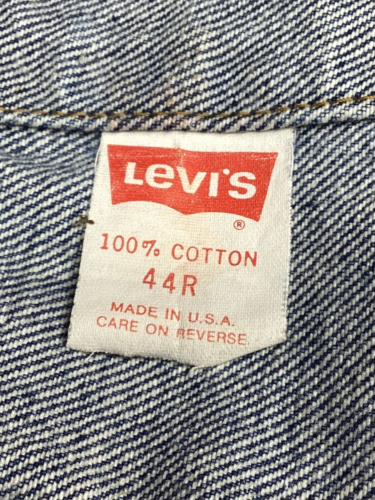 LEVI'S
®
100% COTTON
44R
MADE IN U.S.A.
CARE ON REVERSE